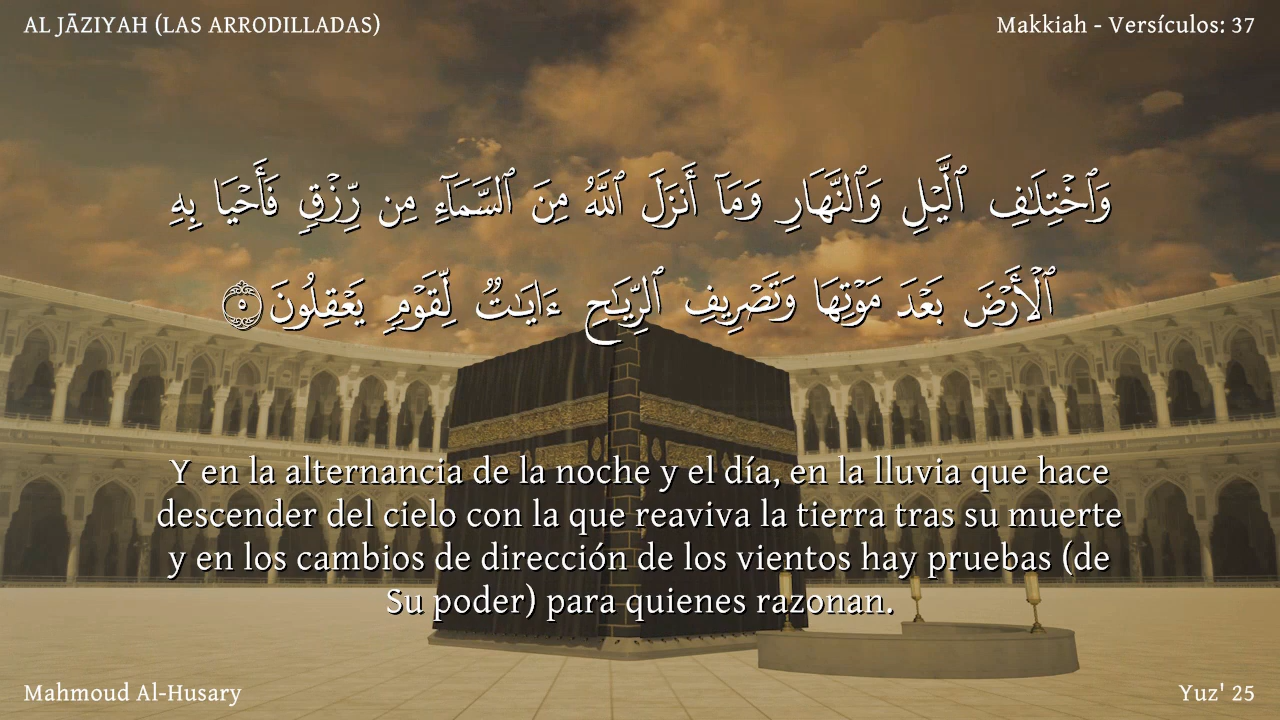 AL JĀZIYAH (LAS ARRODILLADAS)
Makkiah - Versículos: 37
وَٱخْتِلَـٰفِ ٱلَّيْلِ وَٱلنَّهَارِ وَمَآ أَنزَلَ ٱللَّهُ مِنَ ٱلسَّمَآءِ مِن رِّزْقٍۢ فَأَحْيَا بِهِ
ٱلْأَرْضَ بَعْدَ مَوْتِهَا وَتَصْرِيفِ ٱلرِّيَـٰحِ ءَايَـٰتٌۭ لِّقَوْمٍۢ يَعْقِلُونَ ۝٥
Y en la alternancia de la noche y el día, en la lluvia que hace
descender del cielo con la que reaviva la tierra tras su muerte
y en los cambios de dirección de los vientos hay pruebas (de
Su poder) para quienes razonan.
Mahmoud Al-Husary
Yuz' 25